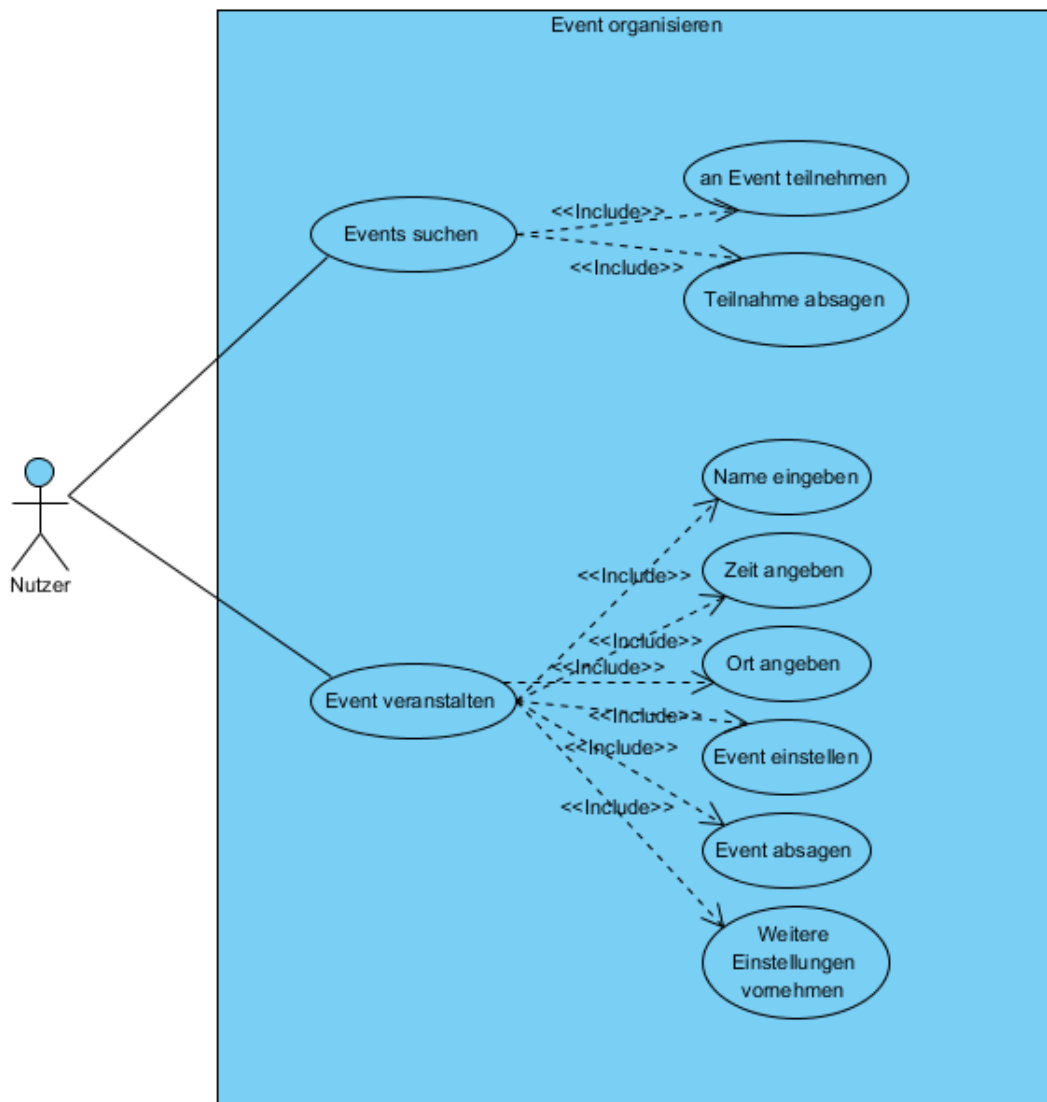 Event organisieren
an Event teilnehmen
<<Include>>
Events suchen
<<Include>>
Teilnahme absagen
Name eingeben
<<Include>>
Zeit angeben
Nutzer
<<Include>>
<<Include>>
Ort angeben
Event veranstalten
<<Include>>
<<Include>>
Event einstellen
<<Include>>
Event absagen
Weitere
Einstellungen
vornehmen